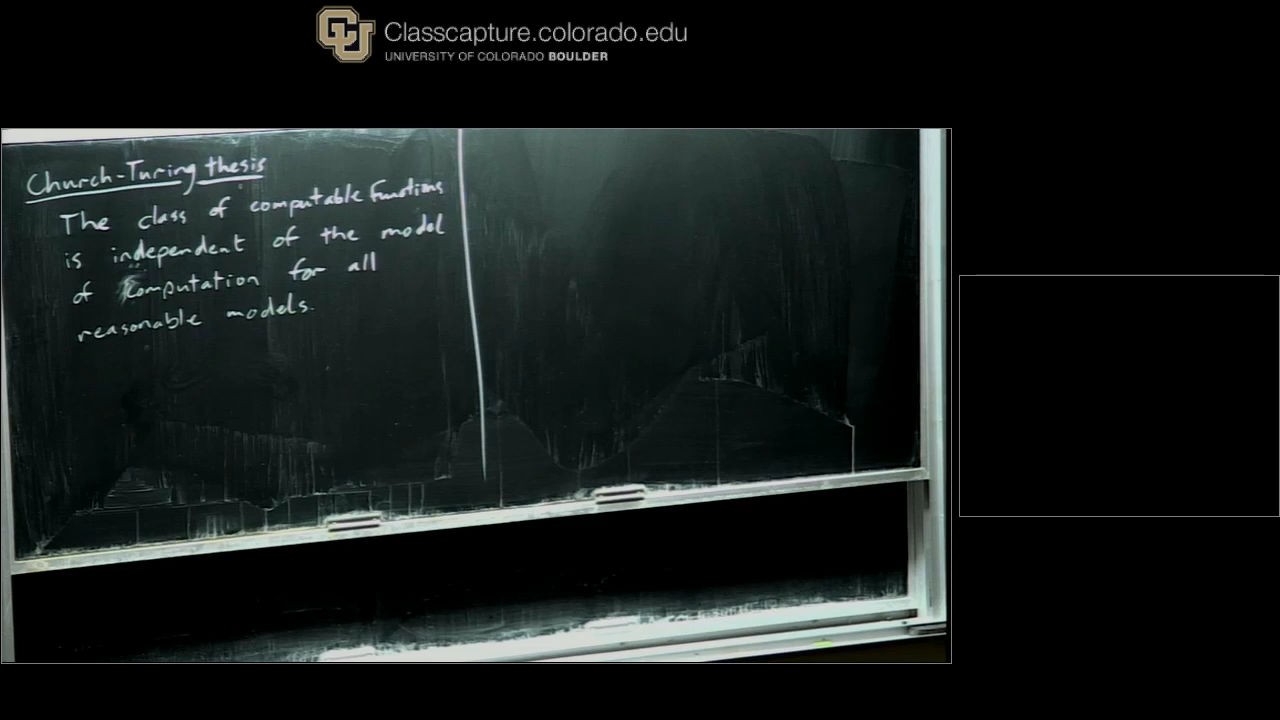 Classcapture.colorado.edu
UNIVERSITY OF COLORADO BOULDER
Church-Turing thesis
The class of computable functions
is independent of the model
of computation for all
reasonable models.